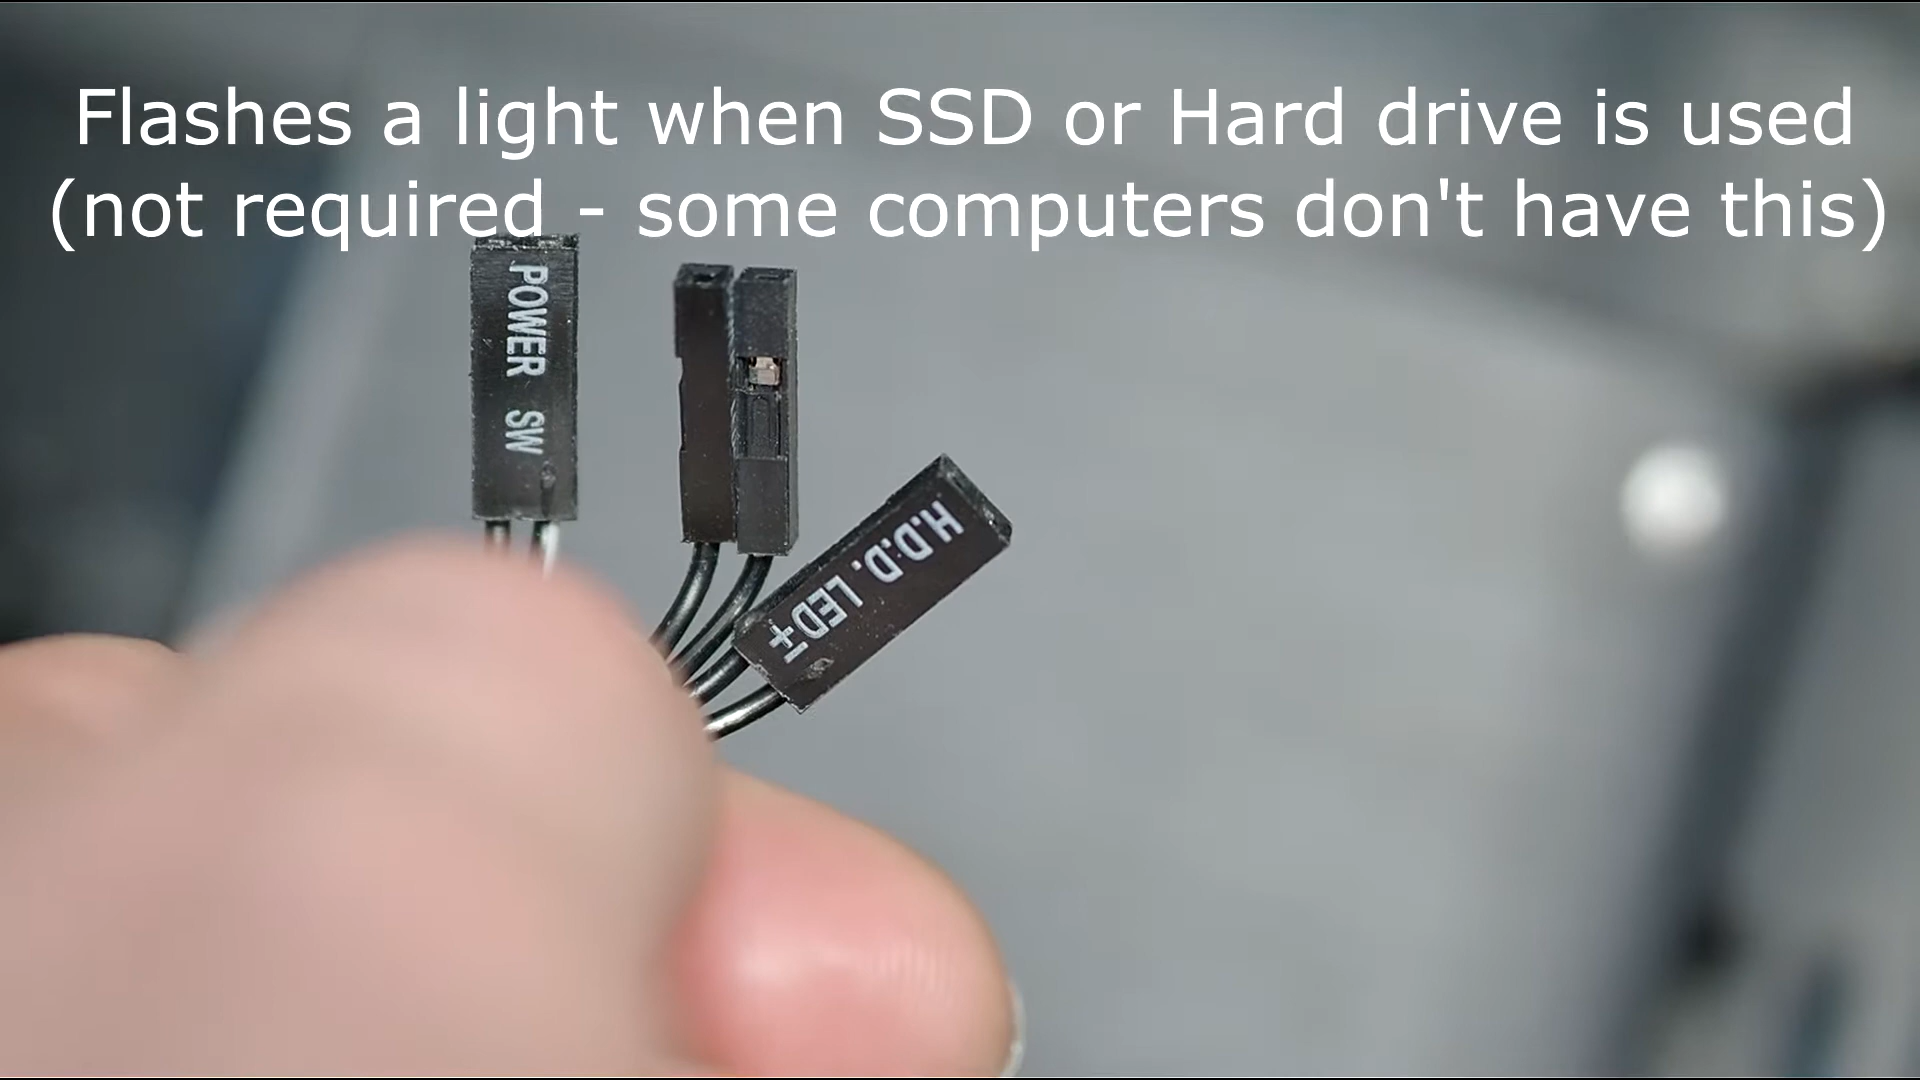 Flashes a light when SSD or Hard drive is used
(not required - some computers don't have this)
POWER SW
H.D.D. LED
+ -